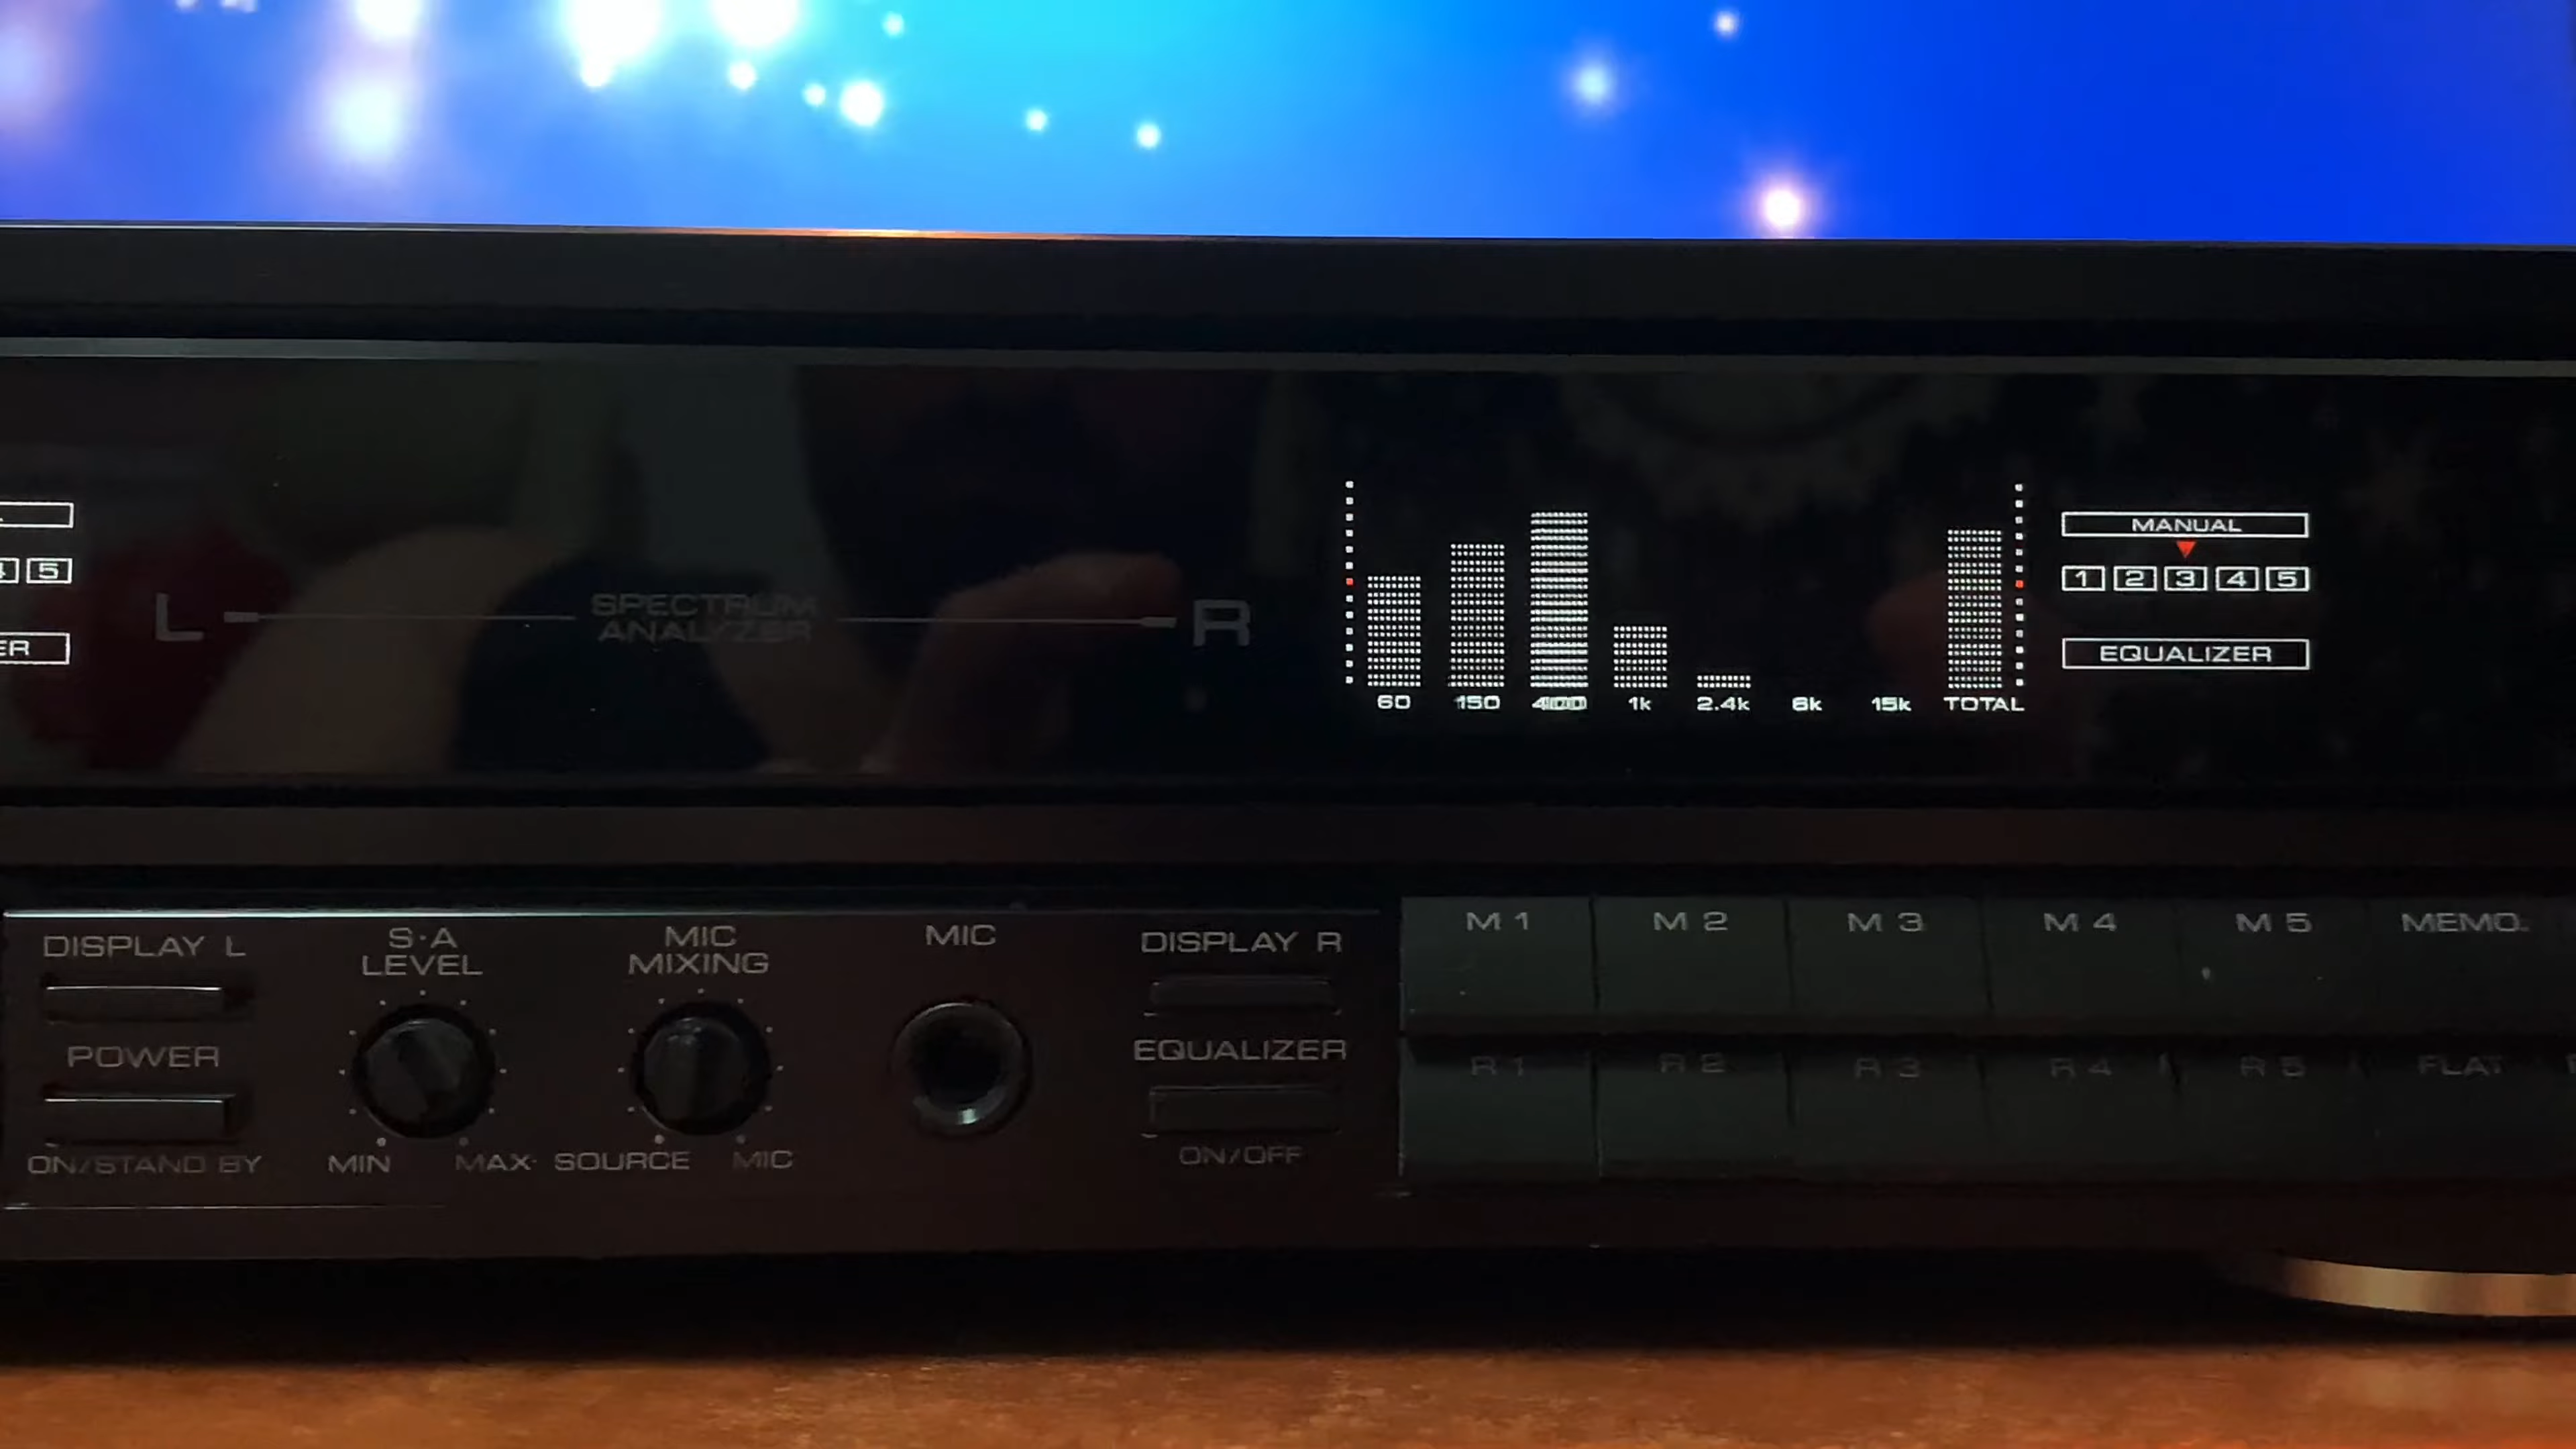 MANUAL
4 5
1 2 3 4 5
L SPECTRUM ANALYZER R
ER
EQUALIZER
60 150 400 1k 2.4k 6k 15k TOTAL
DISPLAY L
S·A LEVEL
MIC MIXING
MIC
DISPLAY R
M 1 M 2 M 3 M 4 M 5 MEMO.
POWER
EQUALIZER
R 1 R 2 R 3 R 4 R 5 FLAT
ON/STAND BY
MIN MAX
SOURCE MIC
ON/OFF